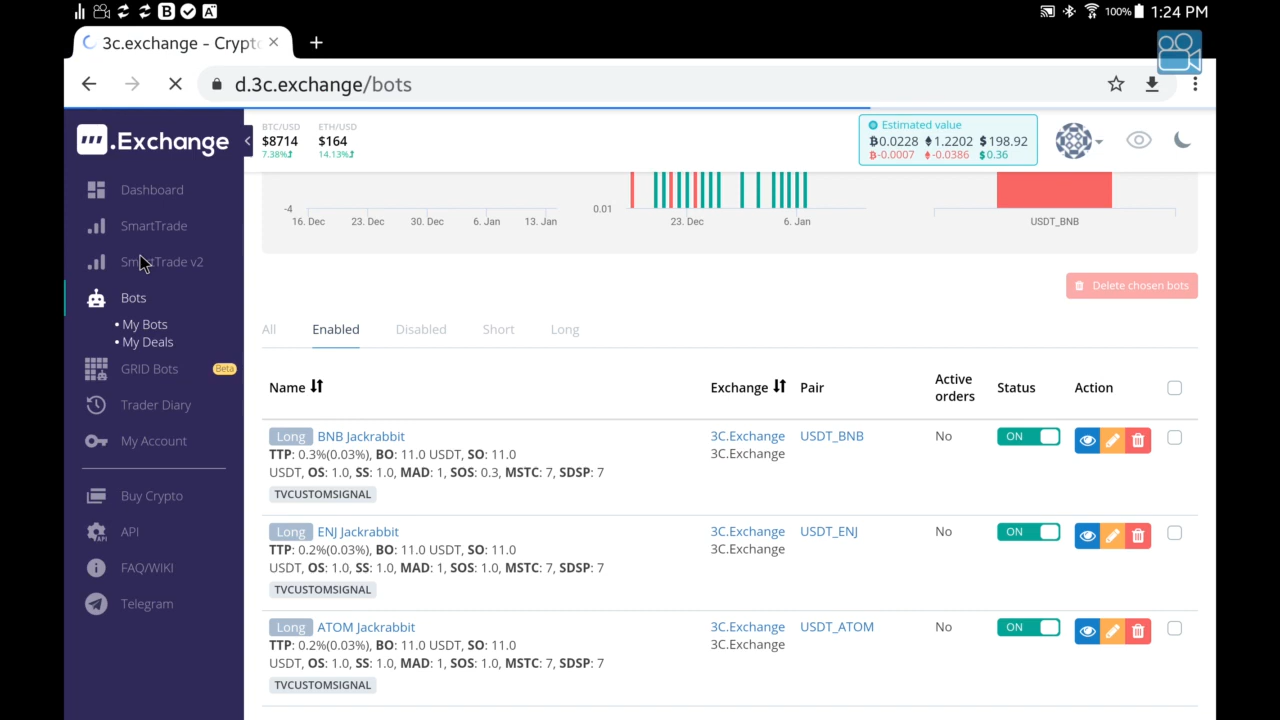 B A 100% 1:24 PM
3c.exchange - Crypto
d.3c.exchange/bots
.Exchange
BTC/USD ETH/USD
$8714 $164
7.38% 14.13%
Estimated value
0.0228 1.2202 $198.92
-0.0007 -0.0386 $0.36
Dashboard
SmartTrade
SmartTrade v2
Bots
• My Bots
• My Deals
GRID Bots Beta
Trader Diary
My Account
Buy Crypto
API
FAQ/WIKI
Telegram
-4
16. Dec 23. Dec 30. Dec 6. Jan 13. Jan
0.01
23. Dec 6. Jan
USDT_BNB
Delete chosen bots
All Enabled Disabled Short Long
Name Exchange Pair Active orders Status Action
Long BNB Jackrabbit 3C.Exchange USDT_BNB No ON
TTP: 0.3%(0.03%), BO: 11.0 USDT, SO: 11.0 3C.Exchange
USDT, OS: 1.0, SS: 1.0, MAD: 1, SOS: 0.3, MSTC: 7, SDSP: 7
TVCUSTOMSIGNAL
Long ENJ Jackrabbit 3C.Exchange USDT_ENJ No ON
TTP: 0.2%(0.03%), BO: 11.0 USDT, SO: 11.0 3C.Exchange
USDT, OS: 1.0, SS: 1.0, MAD: 1, SOS: 1.0, MSTC: 7, SDSP: 7
TVCUSTOMSIGNAL
Long ATOM Jackrabbit 3C.Exchange USDT_ATOM No ON
TTP: 0.2%(0.03%), BO: 11.0 USDT, SO: 11.0 3C.Exchange
USDT, OS: 1.0, SS: 1.0, MAD: 1, SOS: 1.0, MSTC: 7, SDSP: 7
TVCUSTOMSIGNAL